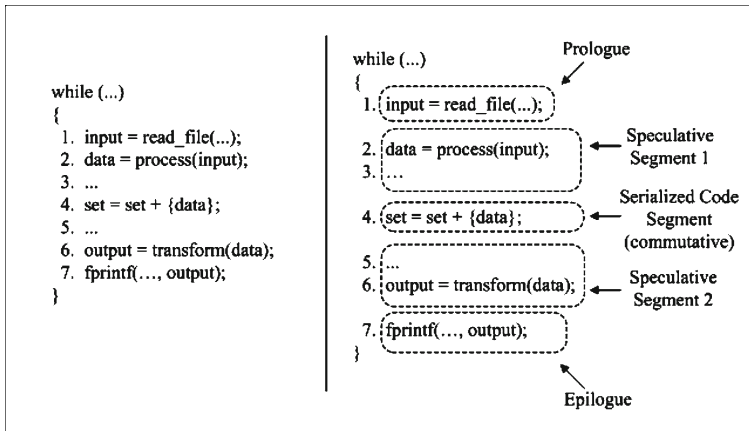 while (...)
{
1. input = read_file(...);
2. data = process(input);
3. ...
4. set = set + {data};
5. ...
6. output = transform(data);
7. fprintf(..., output);
}
while (...)
{
1. input = read_file(...);
2. data = process(input);
3. ...
4. set = set + {data};
5. ...
6. output = transform(data);
7. fprintf(..., output);
}
Prologue
Speculative
Segment 1
Serialized Code
Segment
(commutative)
Speculative
Segment 2
Epilogue